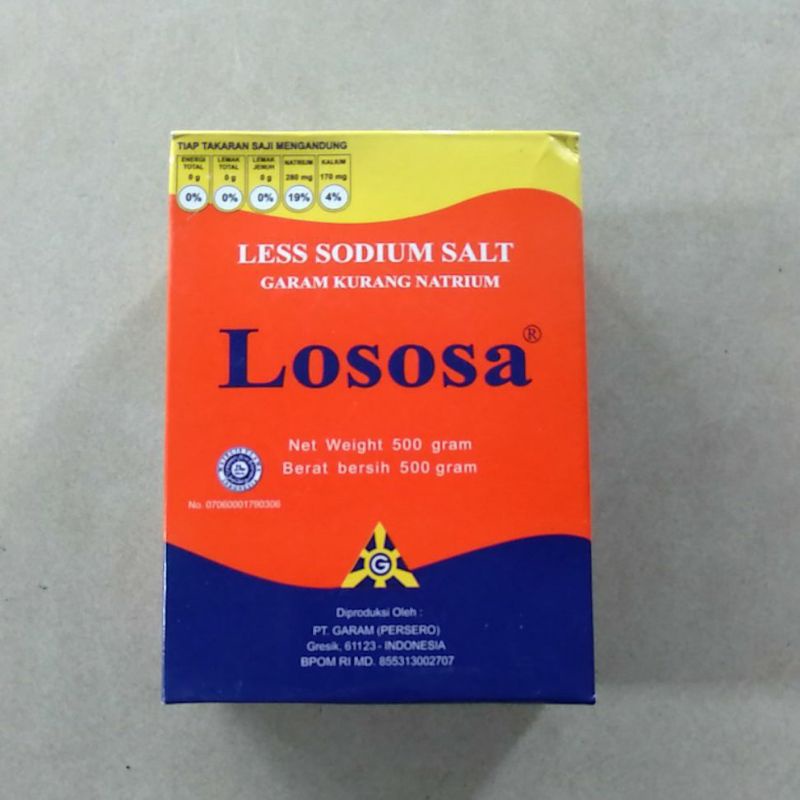 TIAP TAKARAN SAJI MENGANDUNG
ENERGI TOTAL 0 g 0%
LEMAK TOTAL 0 g 0%
LEMAK JENUH 0 g 0%
NATRIUM 280 mg 19%
KALIUM 170 mg 4%
LESS SODIUM SALT
GARAM KURANG NATRIUM
Lososa®
Net Weight 500 gram
Berat bersih 500 gram
No. 07060001790306
G
Diproduksi Oleh :
PT. GARAM (PERSERO)
Gresik, 61123 - INDONESIA
BPOM RI MD. 855313002707